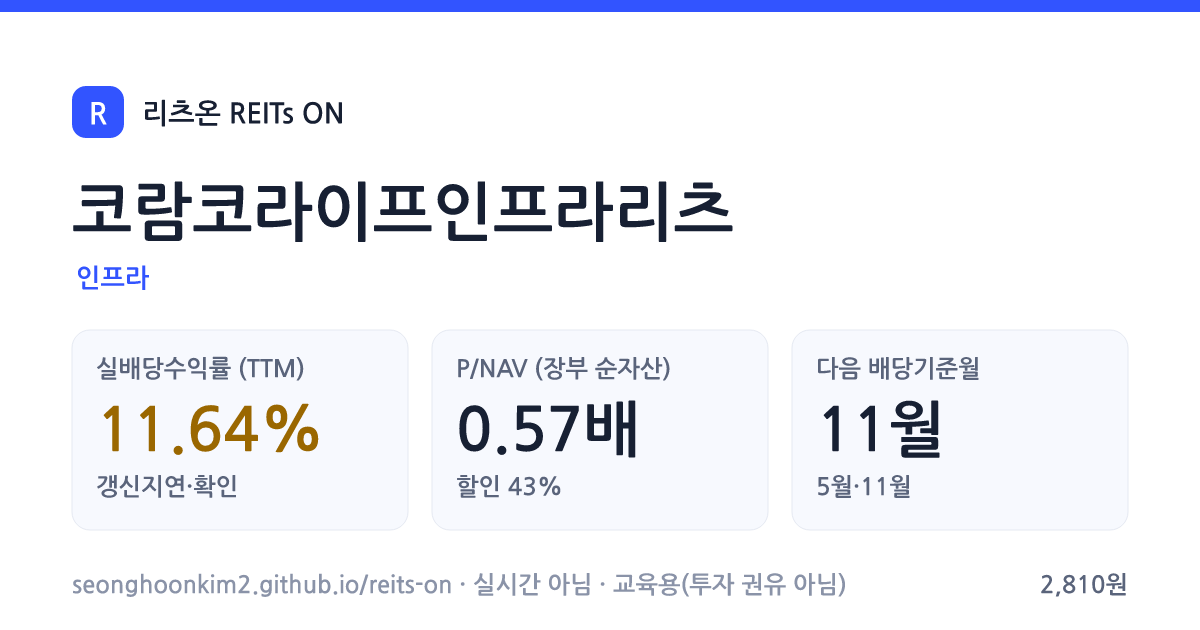 R
리츠온 REITs ON
코람코라이프인프라리츠
인프라
실배당수익률 (TTM)
11.64%
갱신지연·확인
P/NAV (장부 순자산)
0.57배
할인 43%
다음 배당기준월
11월
5월·11월
seonghoonkim2.github.io/reits-on · 실시간 아님 · 교육용(투자 권유 아님)
2,810원